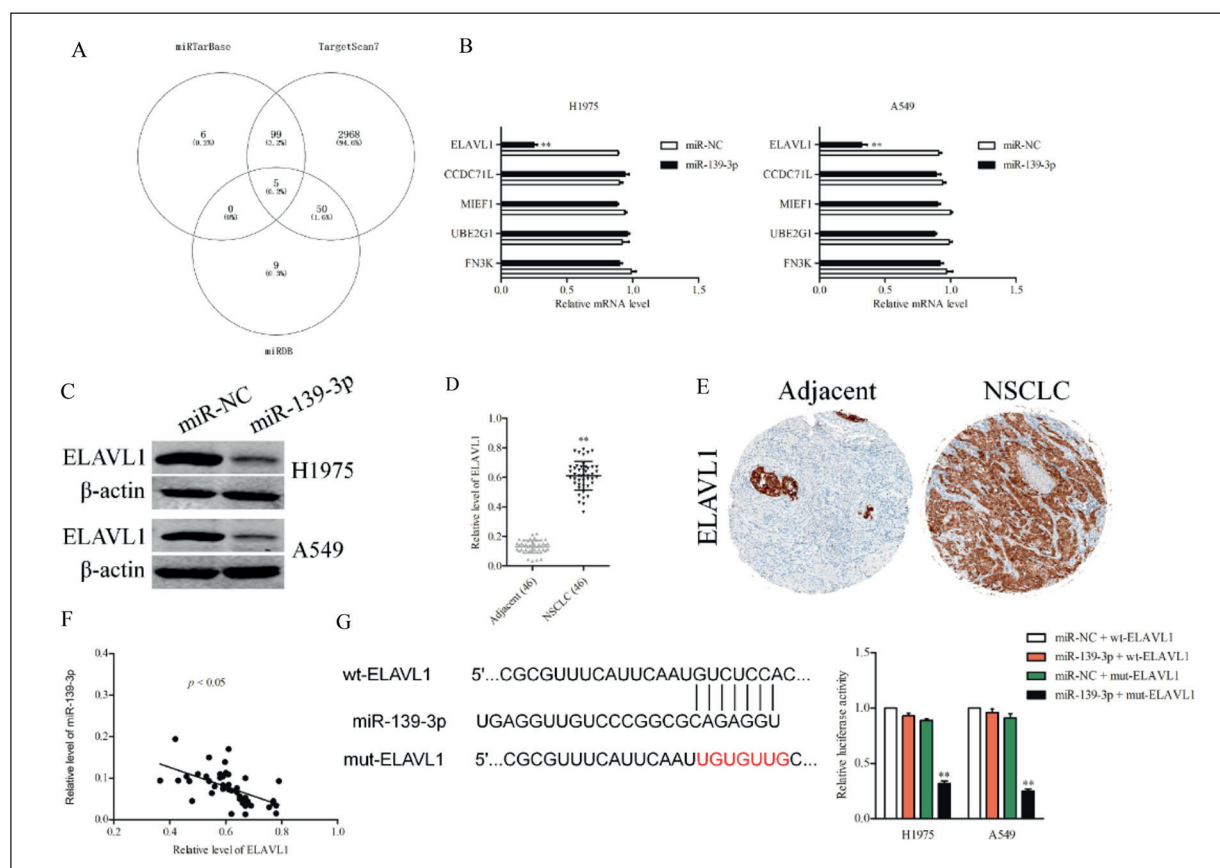 A
miRTarBase
TargetScan7
6
(0.2%)
99
(3.2%)
2968
(94.6%)
5
(0.2%)
0
(0%)
50
(1.6%)
9
(0.3%)
miRDB
B
H1975
ELAVL1
CCDC71L
MIEF1
UBE2G1
FN3K
**
miR-NC
miR-139-3p
0.0 0.5 1.0 1.5
Relative mRNA level
A549
ELAVL1
CCDC71L
MIEF1
UBE2G1
FN3K
**
miR-NC
miR-139-3p
0.0 0.5 1.0 1.5
Relative mRNA level
C
miR-NC miR-139-3p
ELAVL1
β-actin
H1975
ELAVL1
β-actin
A549
D
Relative level of ELAVL1
1.0
0.8
0.6
0.4
0.2
0.0
**
Adjacent (46)
NSCLC (46)
E
Adjacent NSCLC
ELAVL1
F
Relative level of miR-139-3p
0.3
0.2
0.1
0.0
p < 0.05
0.2 0.4 0.6 0.8 1.0
Relative level of ELAVL1
G
wt-ELAVL1 5'...CGCGUUUCAUUCAAUGUCUCCAC...
miR-139-3p UGAGGUUGUCCCGGCGCAGAGGU
mut-ELAVL1 5'...CGCGUUUCAUUCAAUUGUGUUGC...
miR-NC + wt-ELAVL1
miR-139-3p + wt-ELAVL1
miR-NC + mut-ELAVL1
miR-139-3p + mut-ELAVL1
Relative luciferase activity
1.5
1.0
0.5
0.0
**
**
H1975 A549